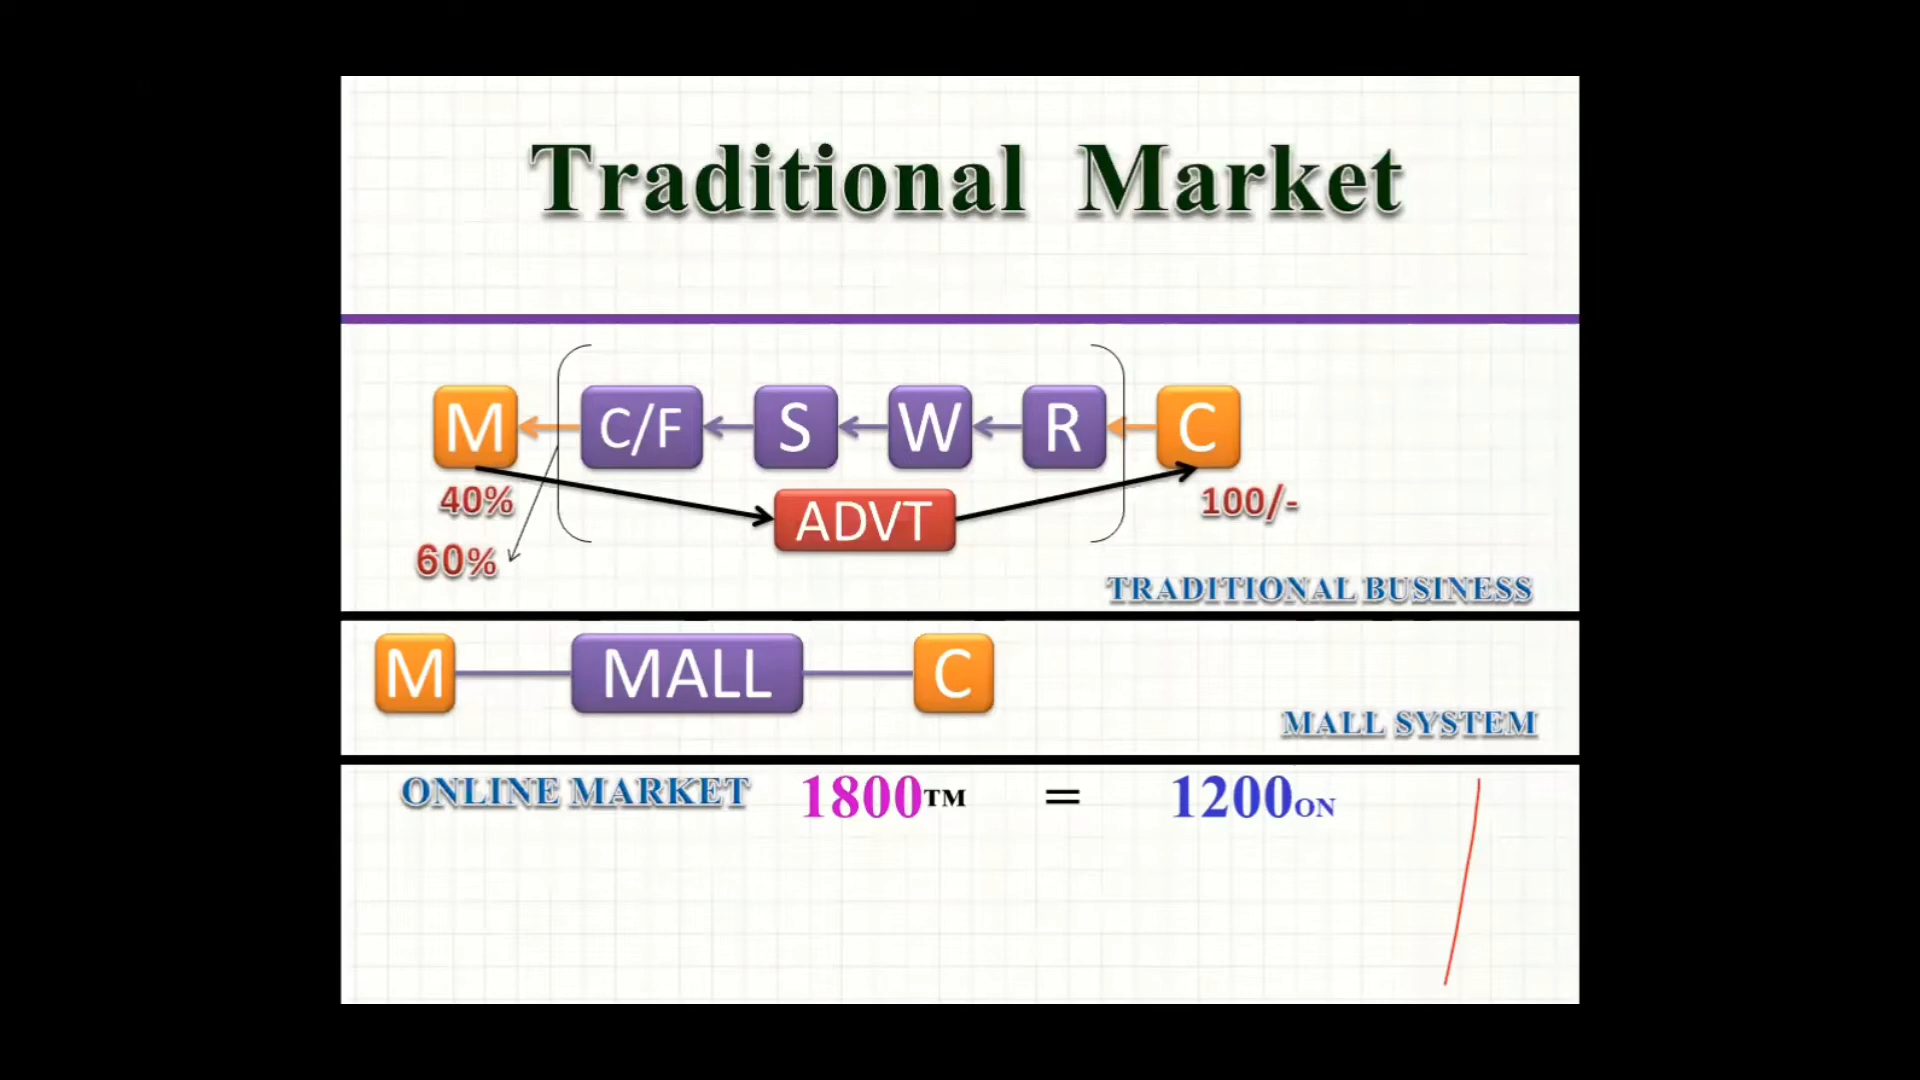 Traditional Market
M C/F S W R C
40% ADVT 100/-
60%
TRADITIONAL BUSINESS
M MALL C
MALL SYSTEM
ONLINE MARKET 1800TM = 1200ON